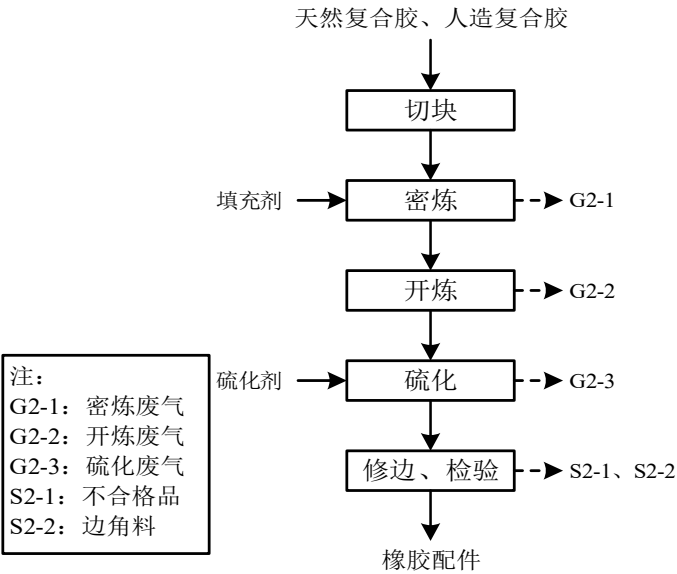 天然复合胶、人造复合胶
切块
填充剂
密炼
G2-1
开炼
G2-2
硫化剂
硫化
G2-3
修边、检验
S2-1、S2-2
橡胶配件
注：
G2-1：密炼废气
G2-2：开炼废气
G2-3：硫化废气
S2-1：不合格品
S2-2：边角料